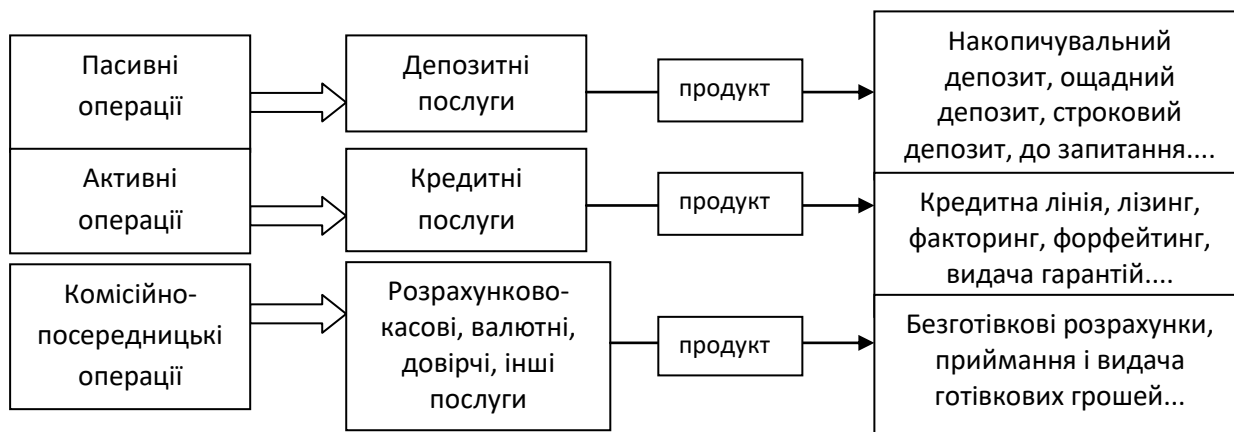 Пасивні
операції
Депозитні
послуги
продукт
Накопичувальний
депозит, ощадний
депозит, строковий
депозит, до запитання....
Активні
операції
Кредитні
послуги
продукт
Кредитна лінія, лізинг,
факторинг, форфейтинг,
видача гарантій....
Комісійно-
посередницькі
операції
Розрахунково-
касові, валютні,
довірчі, інші
послуги
продукт
Безготівкові розрахунки,
приймання і видача
готівкових грошей...